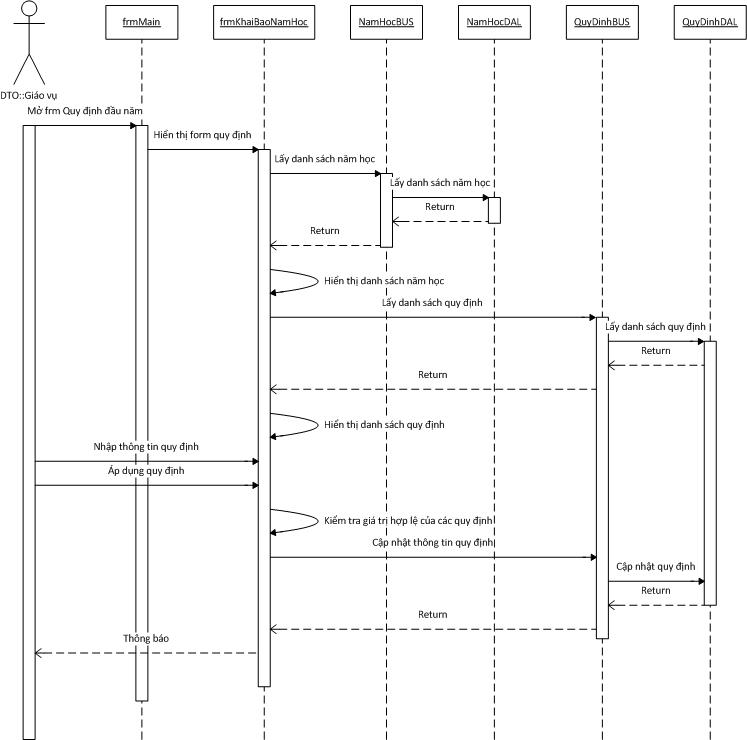 frmMain
frmKhaiBaoNamHoc
NamHocBUS
NamHocDAL
QuyDinhBUS
QuyDinhDAL
DTO::Giáo vụ
Mở frm Quy định đầu năm
Hiển thị form quy định
Lấy danh sách năm học
Lấy danh sách năm học
Return
Return
Hiển thị danh sách năm học
Lấy danh sách quy định
Lấy danh sách quy định
Return
Return
Hiển thị danh sách quy định
Nhập thông tin quy định
Áp dụng quy định
Kiểm tra giá trị hợp lệ của các quy định
Cập nhật thông tin quy định
Cập nhật quy định
Return
Return
Thông báo